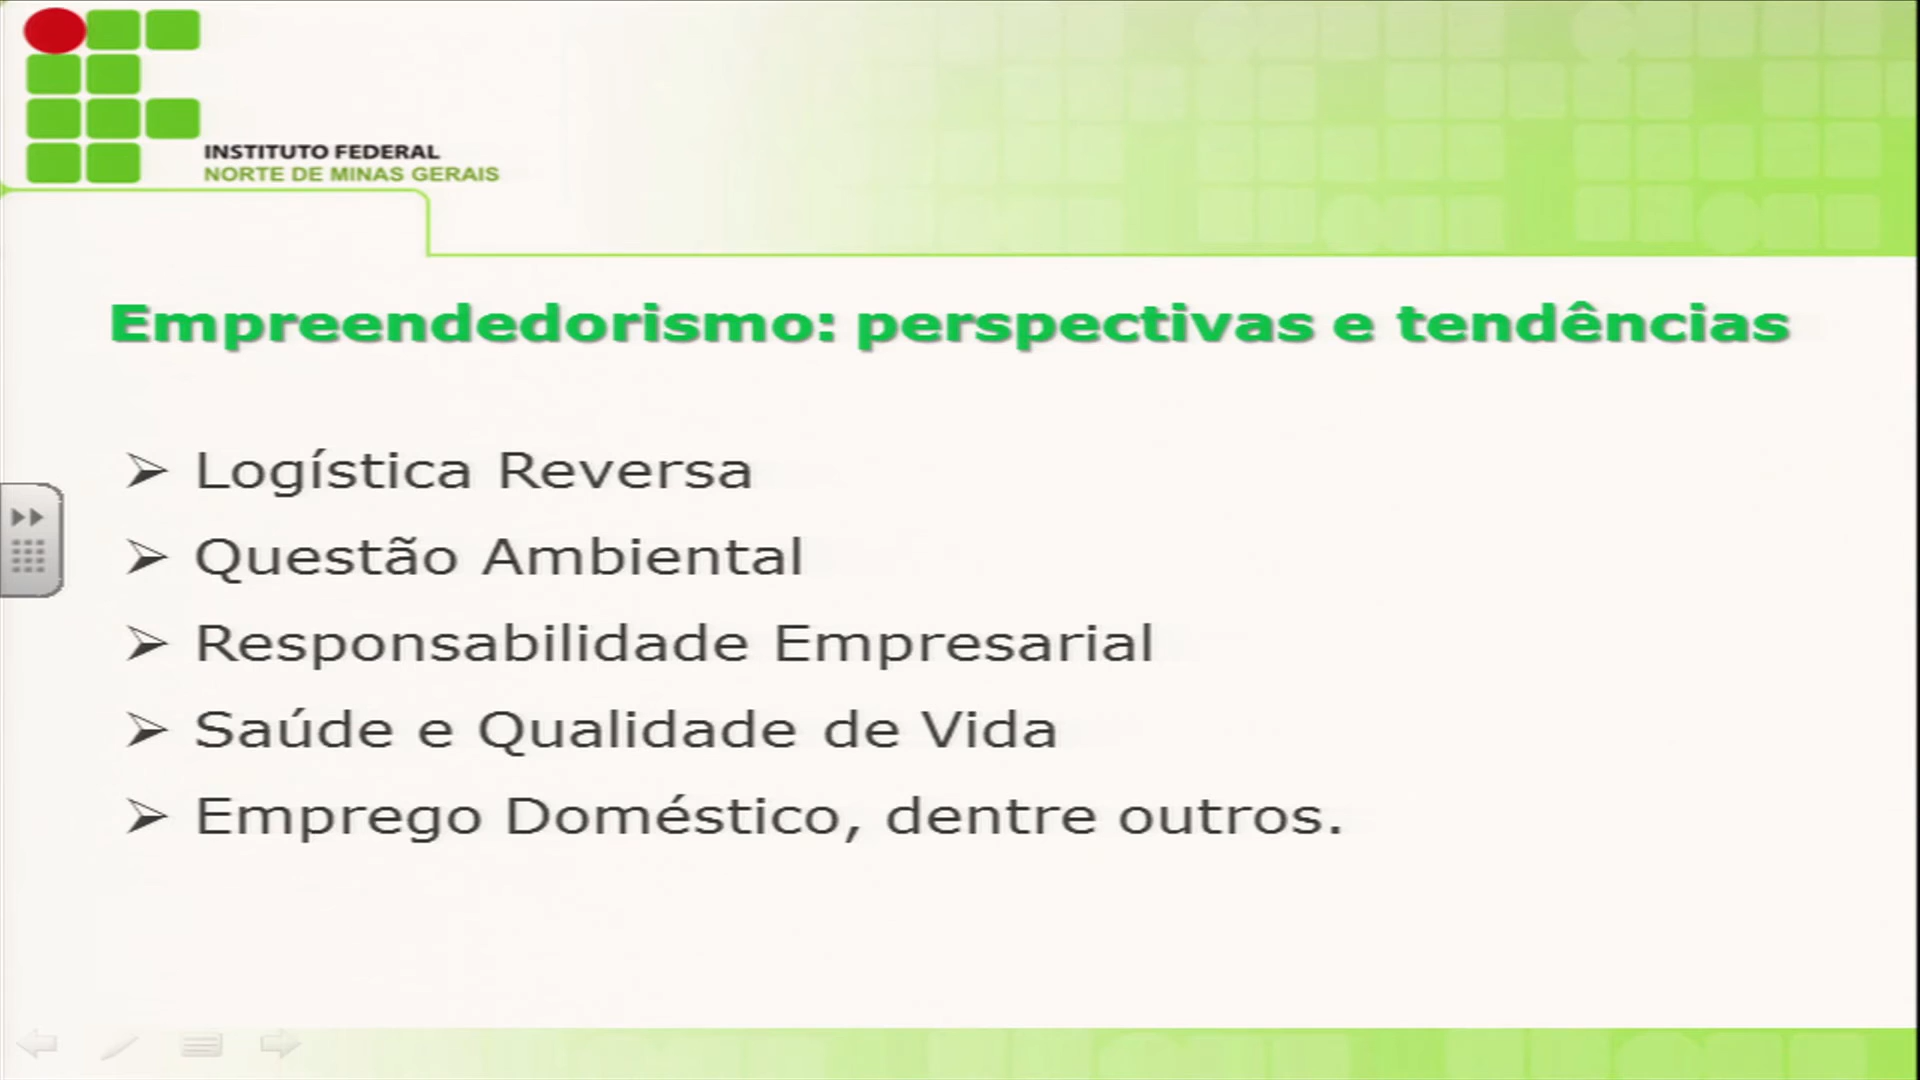 INSTITUTO FEDERAL
NORTE DE MINAS GERAIS
Empreendedorismo: perspectivas e tendências
➢ Logística Reversa
➢ Questão Ambiental
➢ Responsabilidade Empresarial
➢ Saúde e Qualidade de Vida
➢ Emprego Doméstico, dentre outros.